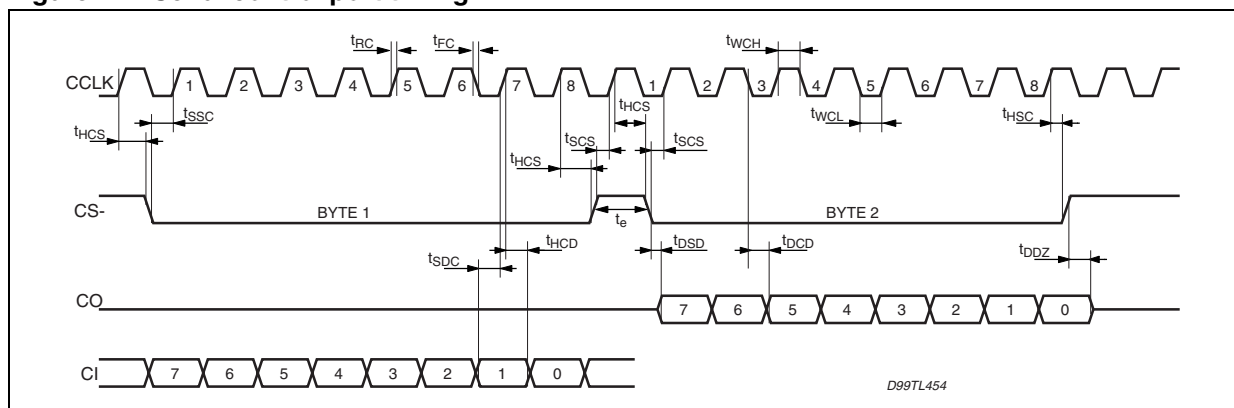 Figure Serial control port timing
tRC tFC tWCH
CCLK 1 2 3 4 5 6 7 8 1 2 3 4 5 6 7 8
tSSC tHCS tWCL tHSC
tHCS tSCS tSCS
tHCS
CS- BYTE 1 te BYTE 2
tHCD tDSD tDCD
tSDC tDDZ
CO 7 6 5 4 3 2 1 0
CI 7 6 5 4 3 2 1 0
D99TL454